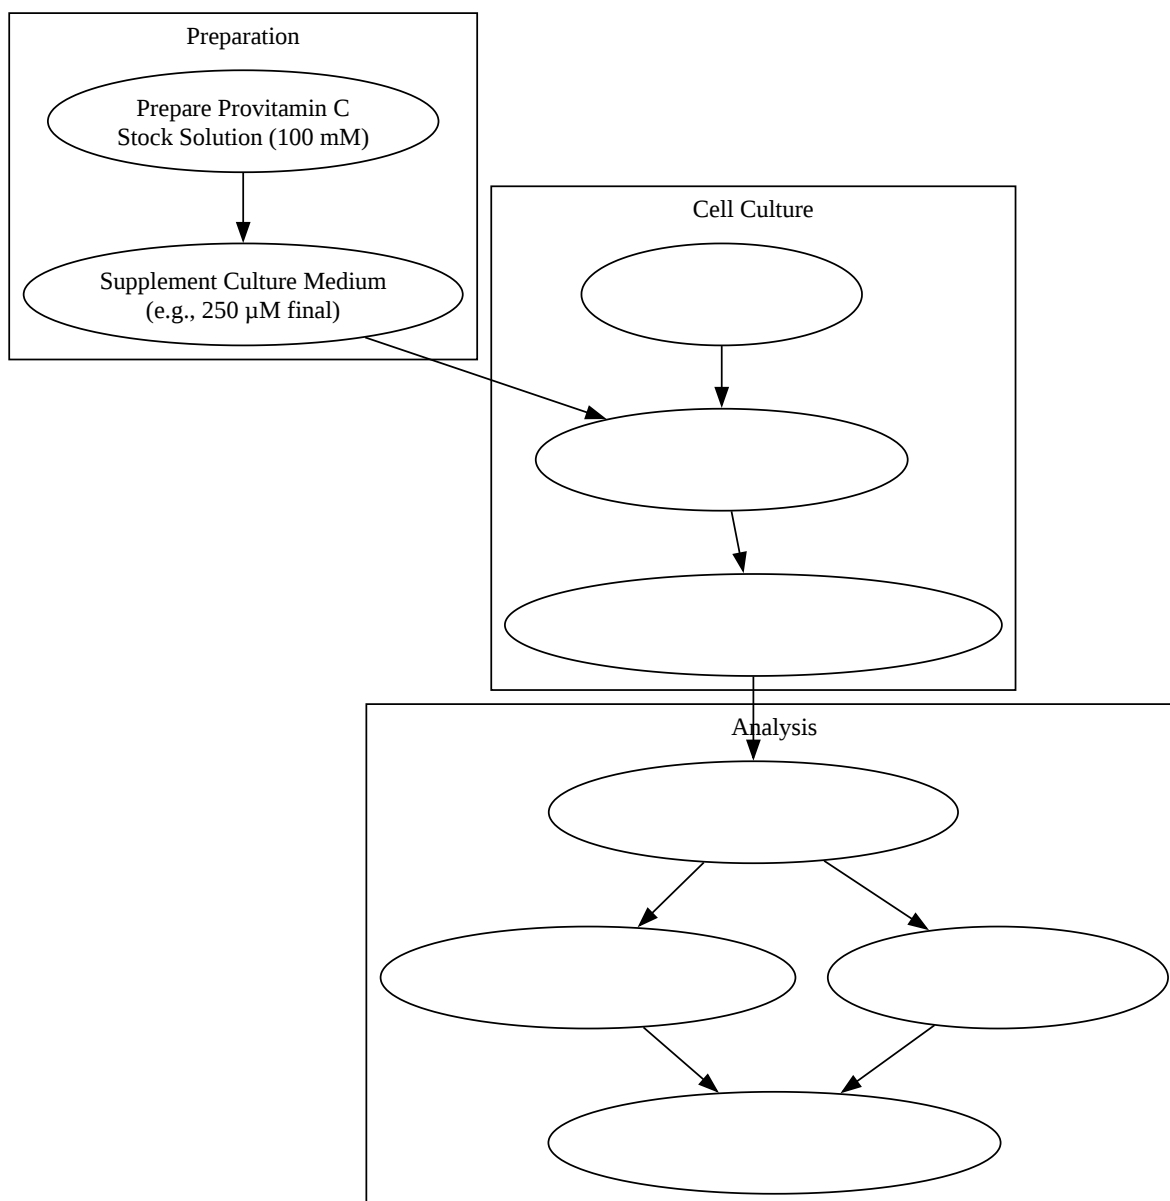 Preparation
Prepare Provitamin C
Stock Solution (100 mM)
Supplement Culture Medium
(e.g., 250 µM final)
Cell Culture
Analysis